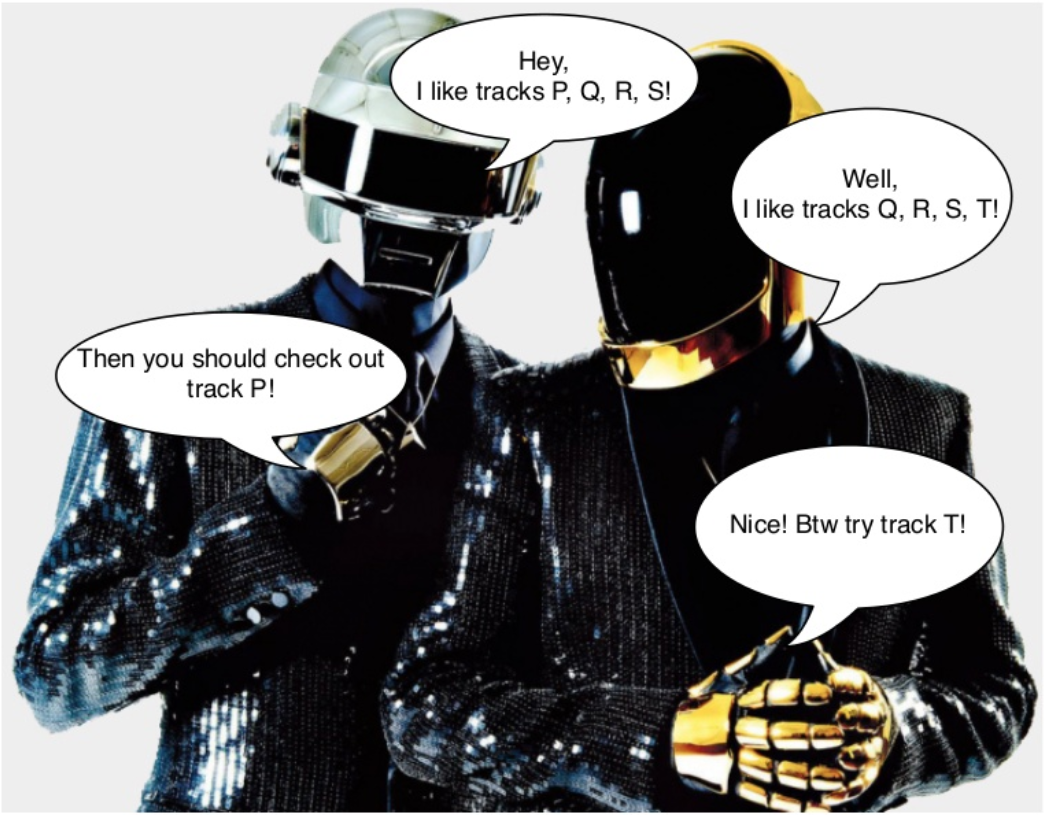 Hey,
I like tracks P, Q, R, S!
Well,
I like tracks Q, R, S, T!
Then you should check out
track P!
Nice! Btw try track T!